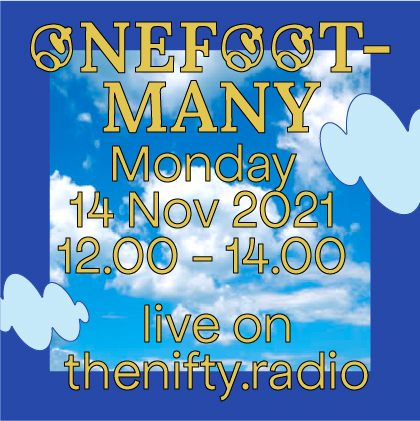 ONEFOOT-
MANY
Monday
14 Nov 2021
12.00 – 14.00
live on
thenifty.radio